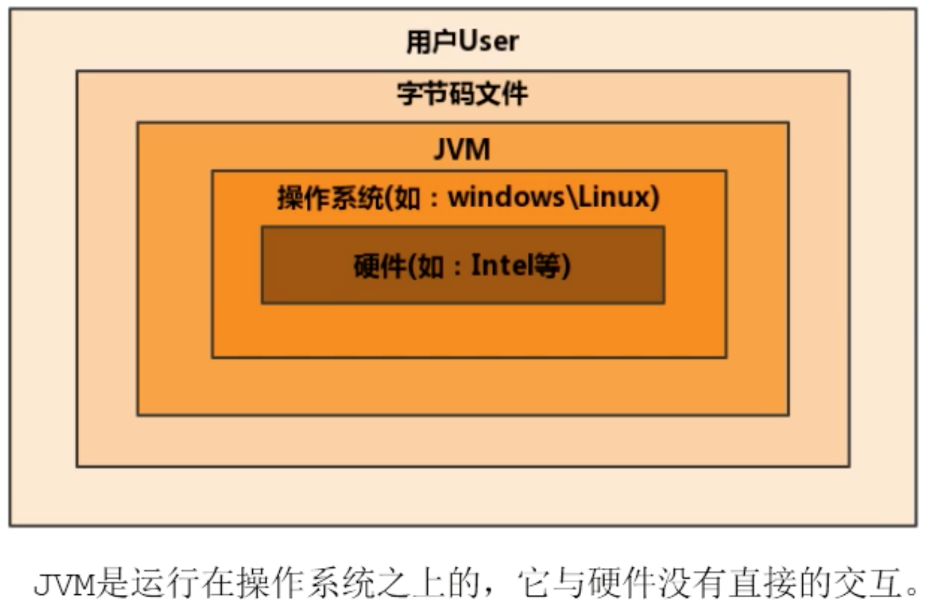 用户User
字节码文件
JVM
操作系统(如：windows\Linux)
硬件(如：Intel等)
JVM是运行在操作系统之上的，它与硬件没有直接的交互。